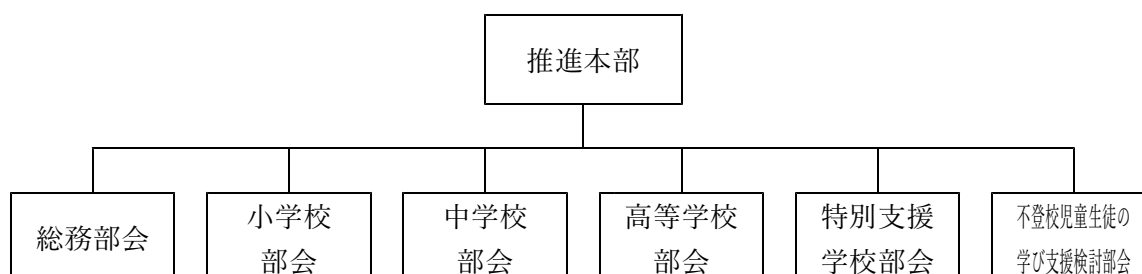 推進本部
総務部会
小学校
部会
中学校
部会
高等学校
部会
特別支援
学校部会
不登校児童生徒の
学び支援検討部会